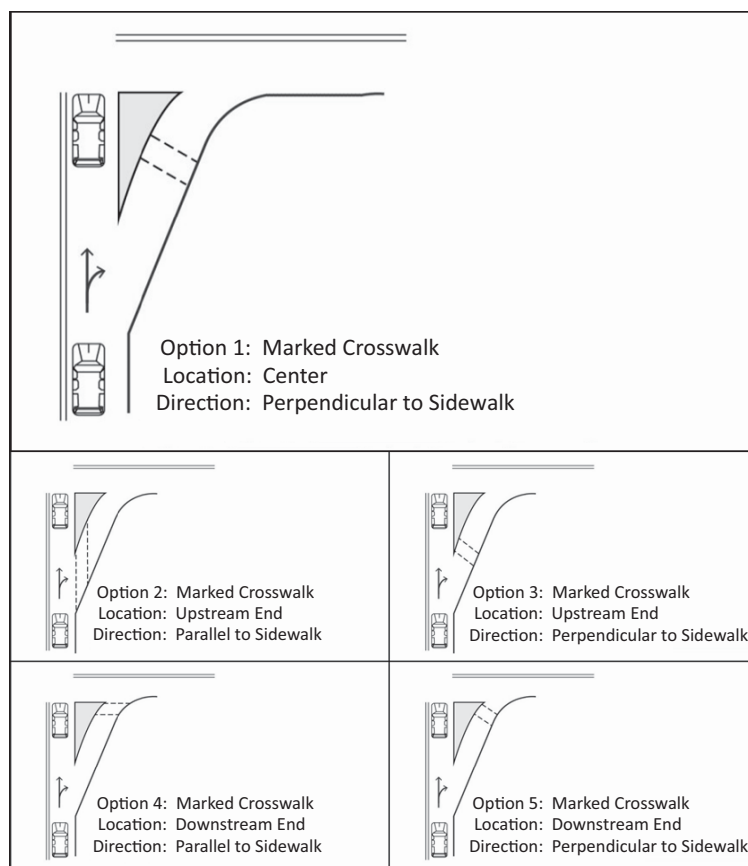 Option 1: Marked Crosswalk
Location: Center
Direction: Perpendicular to Sidewalk
Option 2: Marked Crosswalk
Location: Upstream End
Direction: Parallel to Sidewalk
Option 3: Marked Crosswalk
Location: Upstream End
Direction: Perpendicular to Sidewalk
Option 4: Marked Crosswalk
Location: Downstream End
Direction: Parallel to Sidewalk
Option 5: Marked Crosswalk
Location: Downstream End
Direction: Perpendicular to Sidewalk